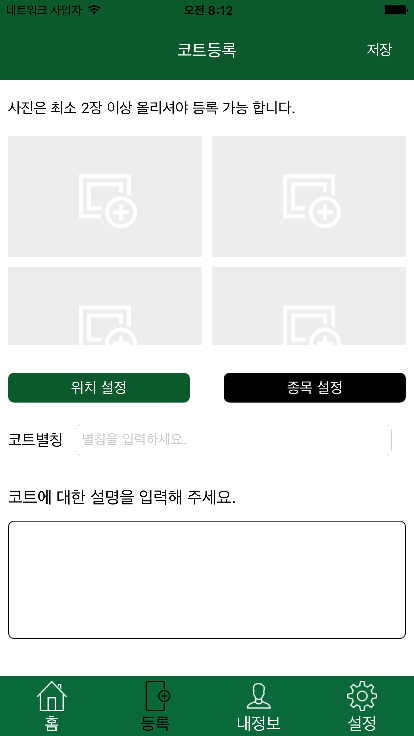 네트워크 사업자 오전 8:12
코트등록 저장
사진은 최소 2장 이상 올리셔야 등록 가능 합니다.
위치 설정 종목 설정
코트별칭 별칭을 입력하세요.
코트에 대한 설명을 입력해 주세요.
홈 등록 내정보 설정